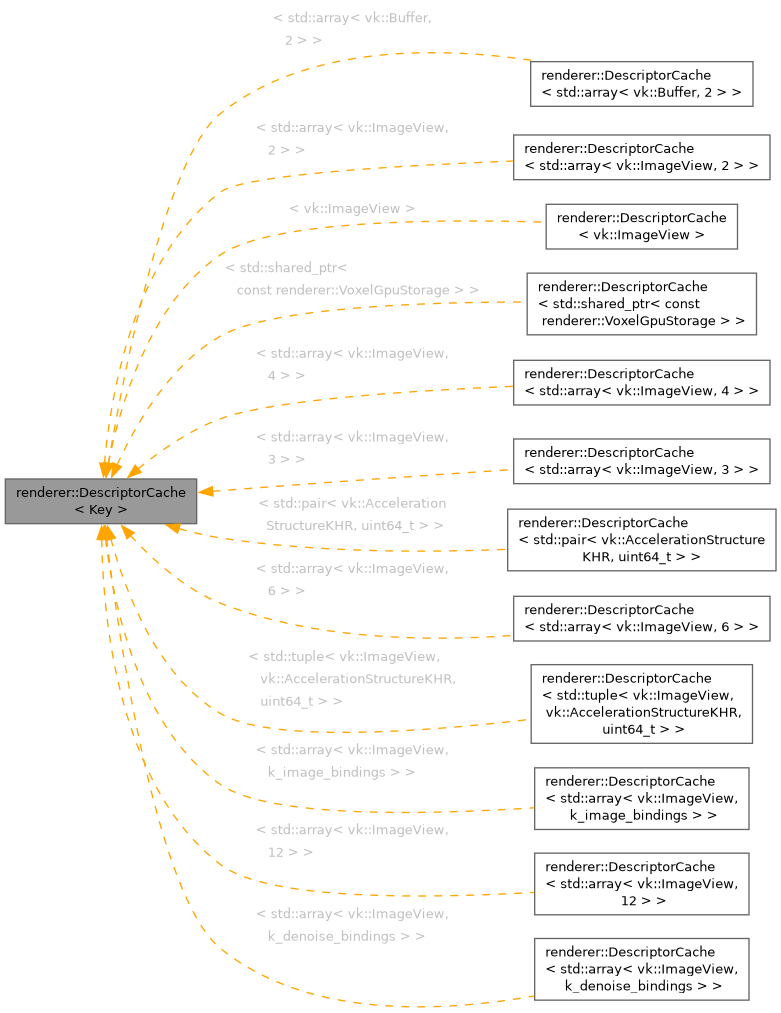 < std::array< vk::Buffer,
2 > >
renderer::DescriptorCache
< std::array< vk::Buffer, 2 > >
< std::array< vk::ImageView,
2 > >
renderer::DescriptorCache
< std::array< vk::ImageView, 2 > >
< vk::ImageView >
renderer::DescriptorCache
< vk::ImageView >
< std::shared_ptr<
const renderer::VoxelGpuStorage > >
renderer::DescriptorCache
< std::shared_ptr< const
renderer::VoxelGpuStorage > >
< std::array< vk::ImageView,
4 > >
renderer::DescriptorCache
< std::array< vk::ImageView, 4 > >
< std::array< vk::ImageView,
3 > >
renderer::DescriptorCache
< std::array< vk::ImageView, 3 > >
renderer::DescriptorCache
< Key >
< std::pair< vk::Acceleration
StructureKHR, uint64_t > >
renderer::DescriptorCache
< std::pair< vk::AccelerationStructure
KHR, uint64_t > >
< std::array< vk::ImageView,
6 > >
renderer::DescriptorCache
< std::array< vk::ImageView, 6 > >
< std::tuple< vk::ImageView,
vk::AccelerationStructureKHR,
uint64_t > >
renderer::DescriptorCache
< std::tuple< vk::ImageView,
vk::AccelerationStructureKHR,
uint64_t > >
< std::array< vk::ImageView,
k_image_bindings > >
renderer::DescriptorCache
< std::array< vk::ImageView,
k_image_bindings > >
< std::array< vk::ImageView,
12 > >
renderer::DescriptorCache
< std::array< vk::ImageView,
12 > >
< std::array< vk::ImageView,
k_denoise_bindings > >
renderer::DescriptorCache
< std::array< vk::ImageView,
k_denoise_bindings > >